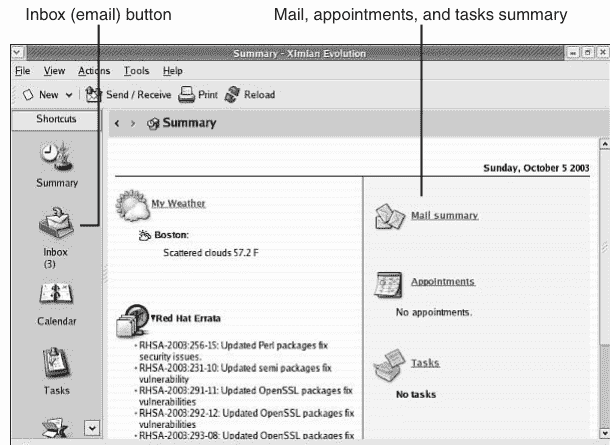 Inbox (email) button
Mail, appointments, and tasks summary
Summary - Ximian Evolution
File View Actions Tools Help
New Send / Receive Print Reload
Shortcuts
Summary
Sunday, October 5 2003
Summary
Inbox
(3)
Calendar
Tasks
My Weather
Boston:
Scattered clouds 57.2 F
Red Hat Errata
· RHSA-2003:256-15: Updated Perl packages fix
security issues.
· RHSA-2003:231-10: Updated semi packages fix
vulnerability
· RHSA-2003:291-11: Updated OpenSSL packages fix
vulnerabilities
· RHSA-2003:292-12: Updated OpenSSL packages fix
vulnerabilities
· RHSA-2003:293-08: Updated OpenSSL packages fix
Mail summary
Appointments
No appointments.
Tasks
No tasks